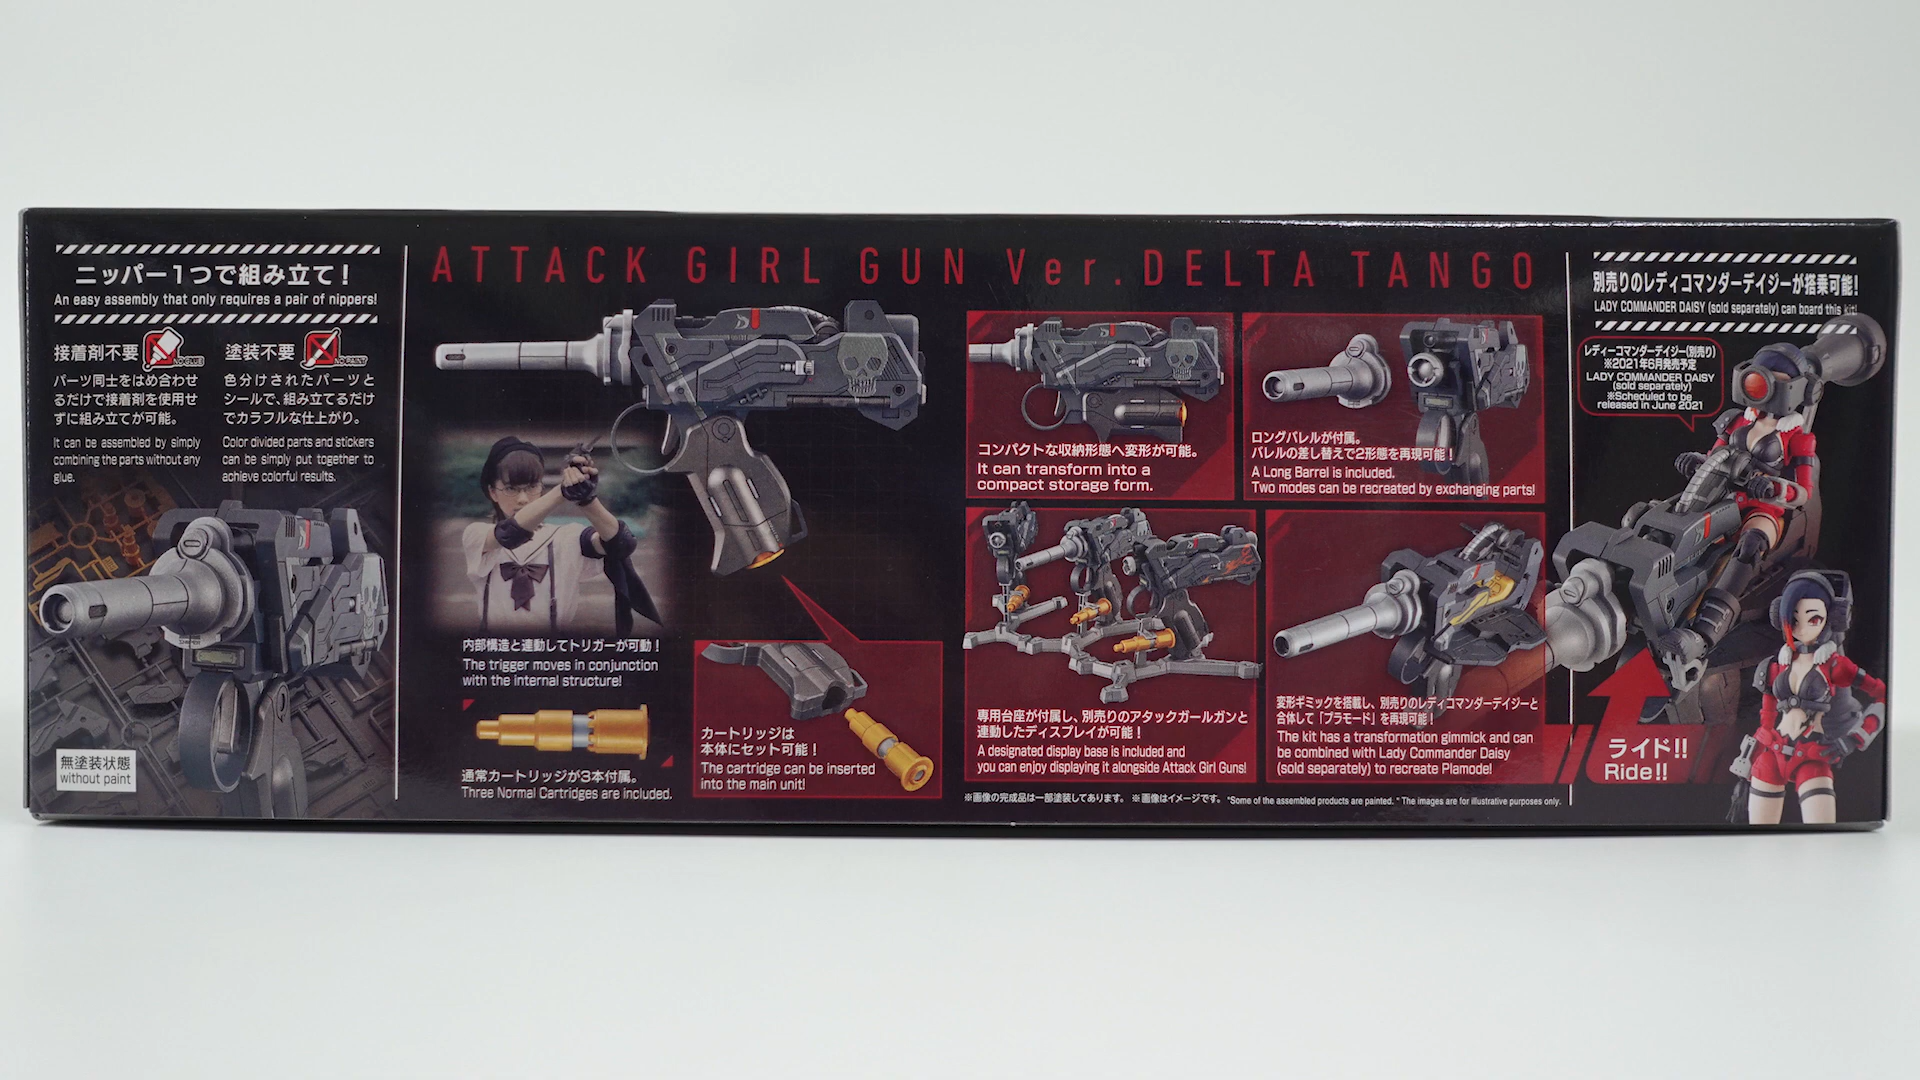 ニッパー1つで組み立て！
An easy assembly that only requires a pair of nippers!
接着剤不要
NO GLUE
パーツ同士をはめ合わせ
るだけで接着剤を使用せ
ずに組み立てが可能。
It can be assembled by simply
combining the parts without any
glue.
塗装不要
NO PAINT
色分けされたパーツと
シールで、組み立てるだけ
でカラフルな仕上がり。
Color divided parts and stickers
can be simply put together to
achieve colorful results.
無塗装状態
without paint
ATTACK GIRL GUN Ver.DELTA TANGO
内部構造と連動してトリガーが可動！
The trigger moves in conjunction
with the internal structure!
通常カートリッジが3本付属。
Three Normal Cartridges are included.
カートリッジは
本体にセット可能！
The cartridge can be inserted
into the main unit!
コンパクトな収納形態へ変形が可能。
It can transform into a
compact storage form.
ロングバレルが付属。
バレルの差し替えで2形態を再現可能！
A Long Barrel is included.
Two modes can be recreated by exchanging parts!
専用台座が付属し、別売りのアタックガールガンと
連動したディスプレイが可能！
A designated display base is included and
you can enjoy displaying it alongside Attack Girl Guns!
変形ギミックを搭載し、別売りのレディコマンダーデイジーと
合体して「プラモード」を再現可能！
The kit has a transformation gimmick and can
be combined with Lady Commander Daisy
(sold separately) to recreate Plamode!
※画像の完成品は一部塗装してあります。 ※画像はイメージです。 *Some of the assembled products are painted. * The images are for illustrative purposes only.
別売りのレディコマンダーデイジーが搭乗可能！
LADY COMMANDER DAISY (sold separately) can board this kit!
レディーコマンダーデイジー(別売り)
※2021年6月発売予定
LADY COMMANDER DAISY
(sold separately)
※Scheduled to be
released in June 2021
ライド!!
Ride!!